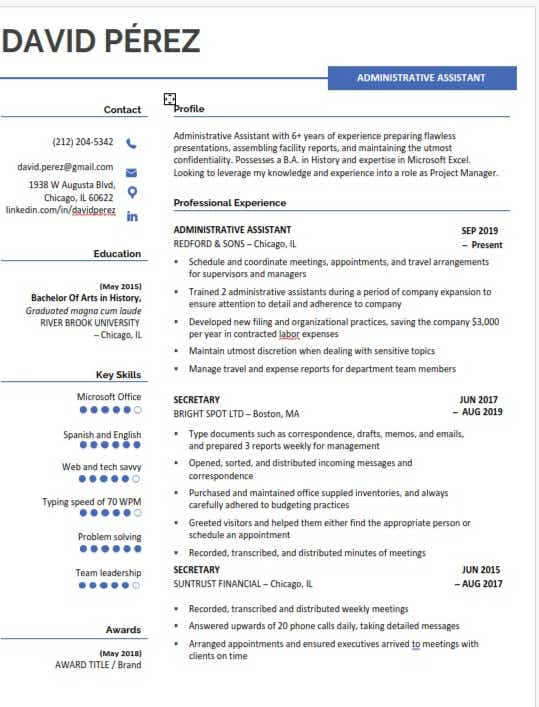 DAVID PÉREZ
ADMINISTRATIVE ASSISTANT
Contact
(212) 204-5342
david.perez@gmail.com
1938 W Augusta Blvd,
Chicago, IL 60622
linkedin.com/in/davidperez
Education
(May 2015)
Bachelor Of Arts in History,
Graduated magna cum laude
RIVER BROOK UNIVERSITY
– Chicago, IL
Key Skills
Microsoft Office
Spanish and English
Web and tech savvy
Typing speed of 70 WPM
Problem solving
Team leadership
Awards
(May 2018)
AWARD TITLE / Brand
Profile
Administrative Assistant with 6+ years of experience preparing flawless
presentations, assembling facility reports, and maintaining the utmost
confidentiality. Possesses a B.A. in History and expertise in Microsoft Excel.
Looking to leverage my knowledge and experience into a role as Project Manager.
Professional Experience
ADMINISTRATIVE ASSISTANT SEP 2019
REDFORD & SONS – Chicago, IL – Present
▪ Schedule and coordinate meetings, appointments, and travel arrangements
for supervisors and managers
▪ Trained 2 administrative assistants during a period of company expansion to
ensure attention to detail and adherence to company
▪ Developed new filing and organizational practices, saving the company $3,000
per year in contracted labor expenses
▪ Maintain utmost discretion when dealing with sensitive topics
▪ Manage travel and expense reports for department team members
SECRETARY JUN 2017
BRIGHT SPOT LTD – Boston, MA – AUG 2019
▪ Type documents such as correspondence, drafts, memos, and emails,
and prepared 3 reports weekly for management
▪ Opened, sorted, and distributed incoming messages and
correspondence
▪ Purchased and maintained office supplied inventories, and always
carefully adhered to budgeting practices
▪ Greeted visitors and helped them either find the appropriate person or
schedule an appointment
▪ Recorded, transcribed, and distributed minutes of meetings
SECRETARY JUN 2015
SUNTRUST FINANCIAL – Chicago, IL – AUG 2017
▪ Recorded, transcribed and distributed weekly meetings
▪ Answered upwards of 20 phone calls daily, taking detailed messages
▪ Arranged appointments and ensured executives arrived to meetings with
clients on time